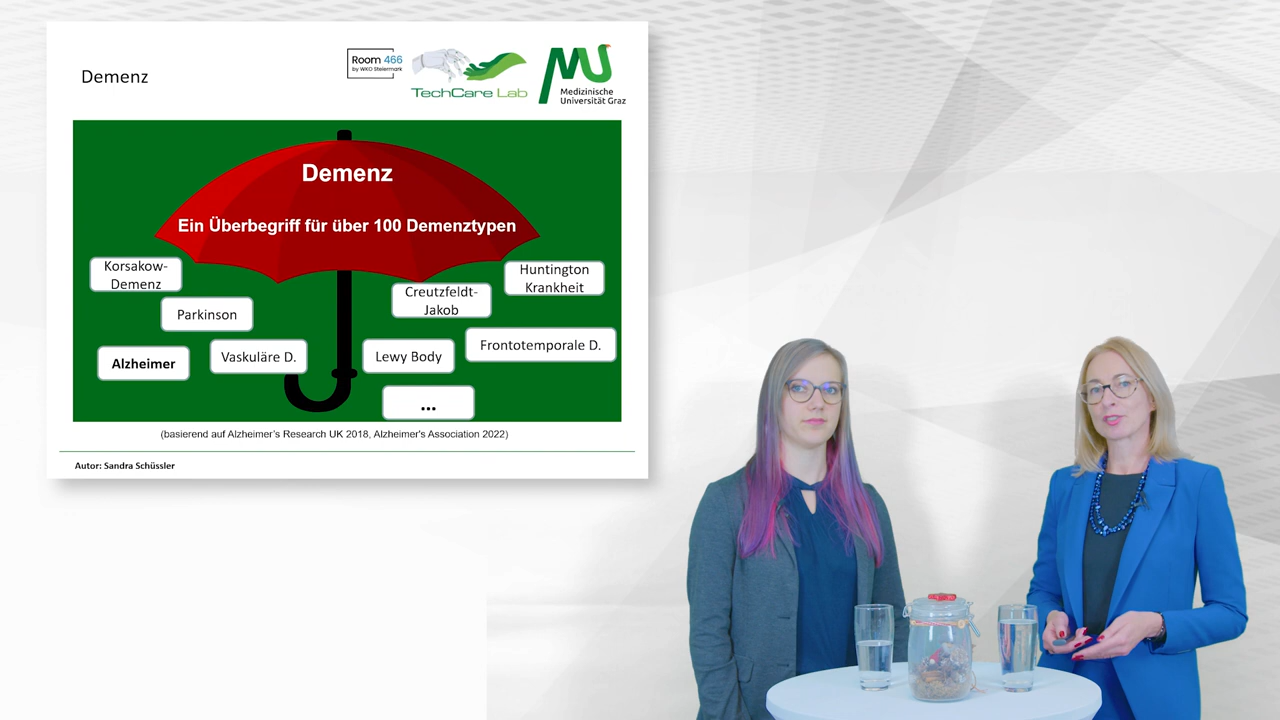 Demenz
Room 466
by WKO Steiermark
TechCare Lab
Medizinische
Universität Graz
Demenz
Ein Überbegriff für über 100 Demenztypen
Korsakow-
Demenz
Huntington
Krankheit
Creutzfeldt-
Jakob
Parkinson
Alzheimer
Vaskuläre D.
Lewy Body
Frontotemporale D.
...
(basierend auf Alzheimer's Research UK 2018, Alzheimer's Association 2022)
Autor: Sandra Schüssler